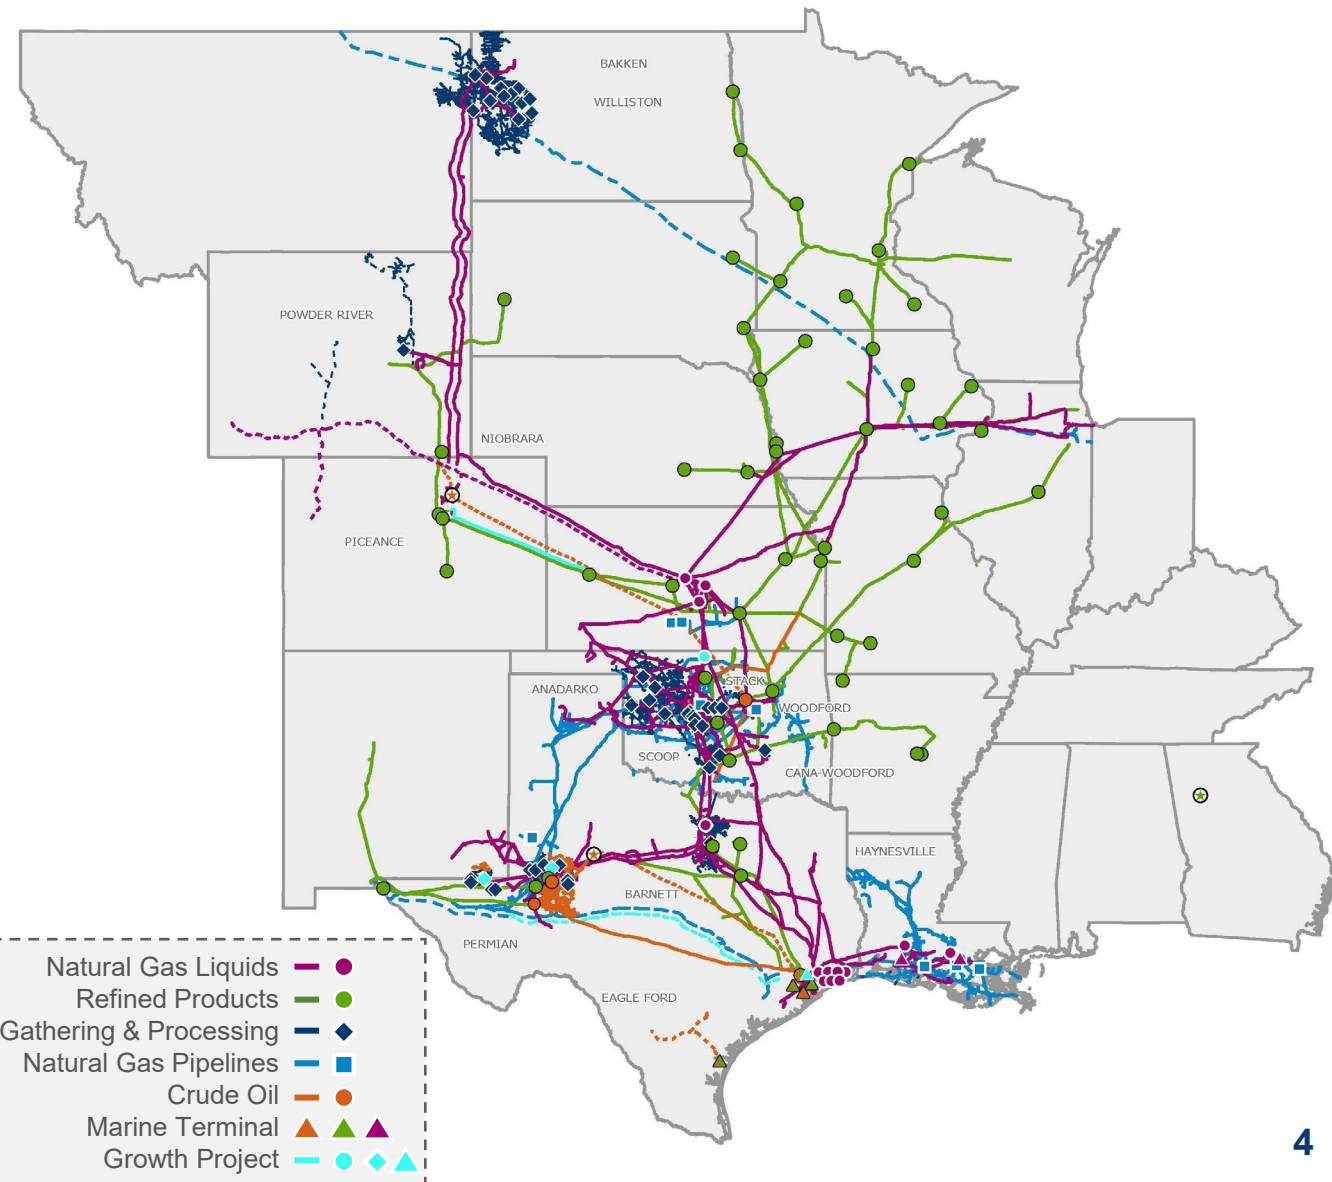 BAKKEN
WILLISTON
POWDER RIVER
NIOBRARA
PICEANCE
ANADARKO
STACK
WOODFORD
SCOOP
CANA-WOODFORD
HAYNESVILLE
BARNETT
PERMIAN
EAGLE FORD
Natural Gas Liquids
Refined Products
Gathering & Processing
Natural Gas Pipelines
Crude Oil
Marine Terminal
Growth Project
4